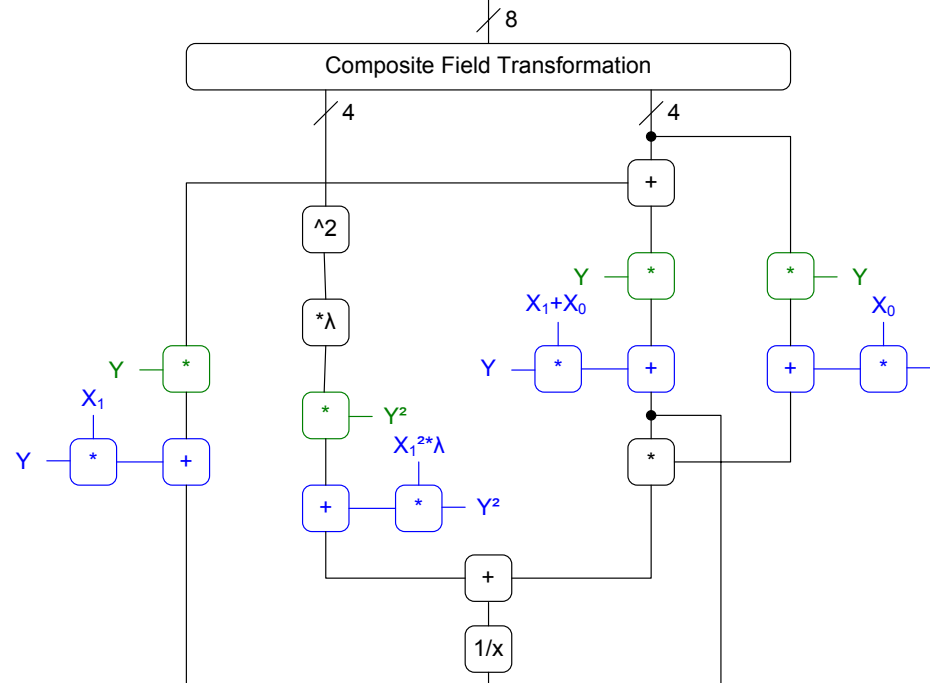 8
Composite Field Transformation
4
4
+
^2
Y
*
*
Y
X₁+X₀
X₀
*λ
Y
*
Y
*
+
+
*
X₁
*
Y²
X₁²*λ
Y
*
+
*
+
*
Y²
+
1/x